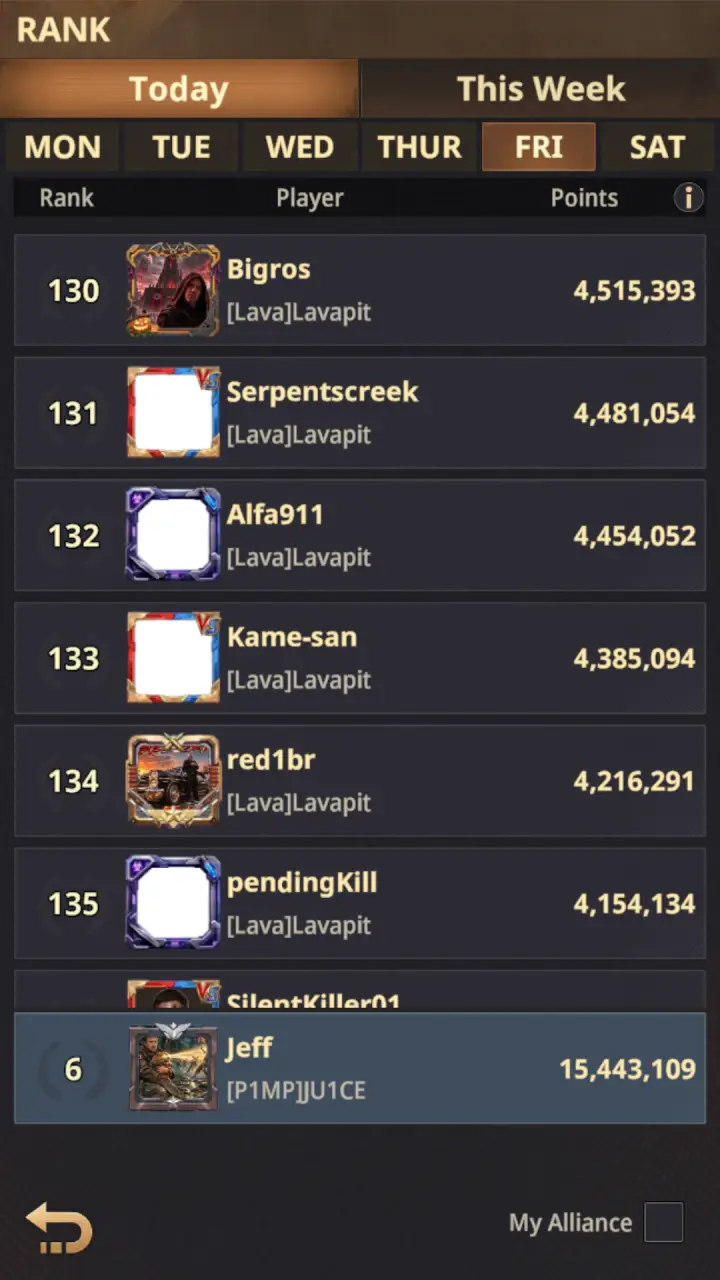 RANK
Today This Week
MON TUE WED THUR FRI SAT
Rank Player Points
130 Bigros 4,515,393
[Lava]Lavapit
131 Serpentscreek 4,481,054
[Lava]Lavapit
132 Alfa911 4,454,052
[Lava]Lavapit
133 Kame-san 4,385,094
[Lava]Lavapit
134 red1br 4,216,291
[Lava]Lavapit
135 pendingKill 4,154,134
[Lava]Lavapit
SilentKiller01
6 Jeff 15,443,109
[P1MP]JU1CE
My Alliance